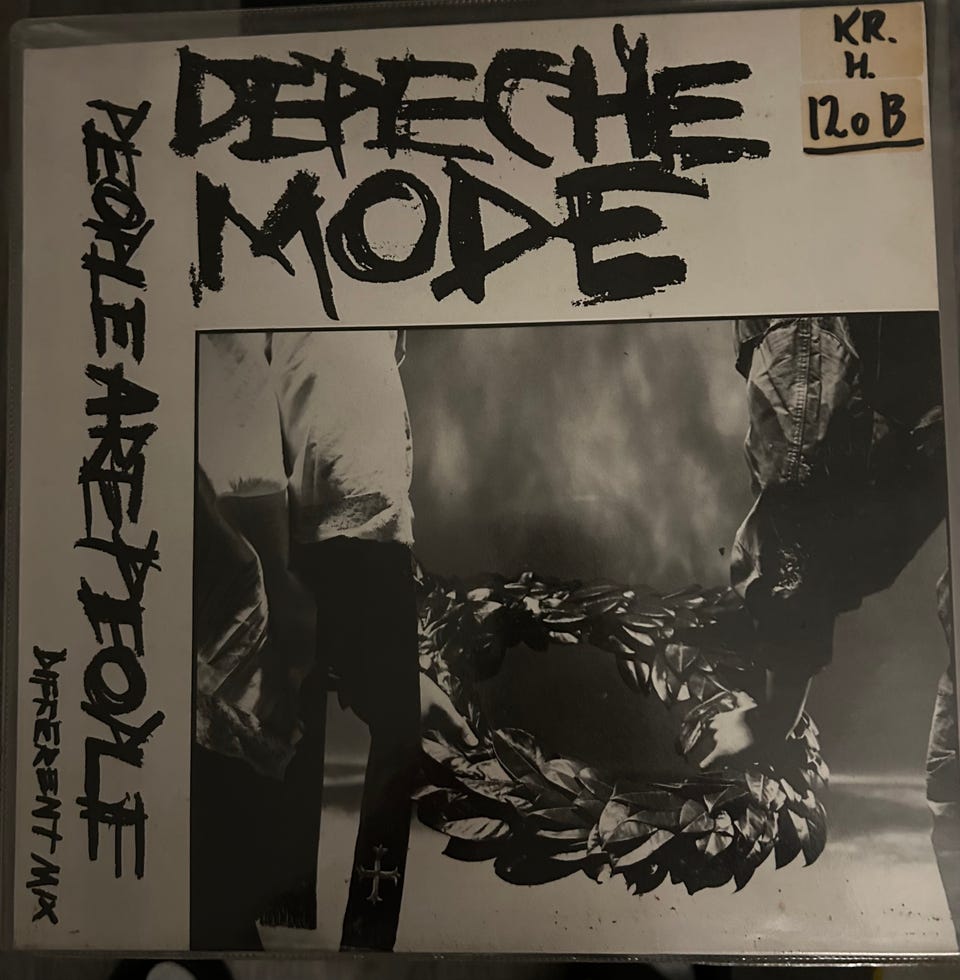 DEPECHE
MODE
KR.
H.
120 B
PEOPLE ARE PEOPLE
DIFFERENT MIX